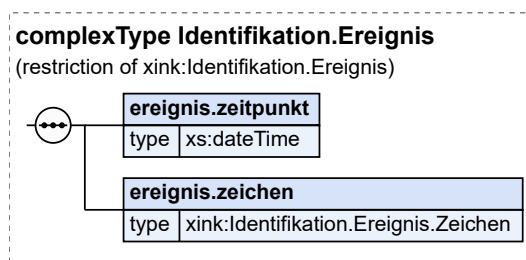 complexType Identifikation.Ereignis
(restriction of xink:Identifikation.Ereignis)
ereignis.zeitpunkt
type xs:dateTime
ereignis.zeichen
type xink:Identifikation.Ereignis.Zeichen